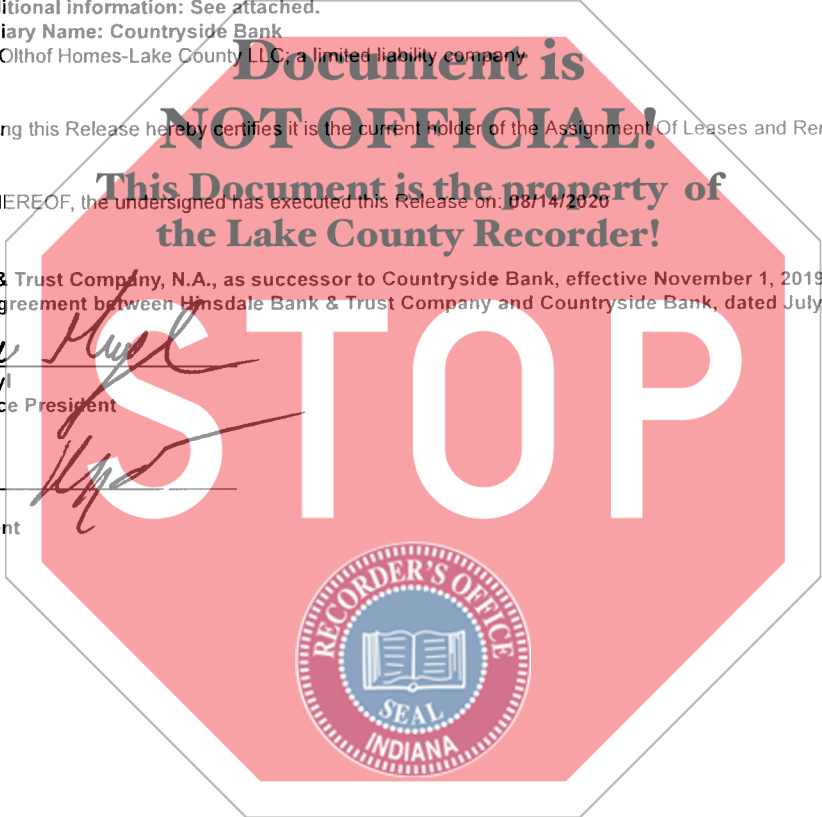 itional information: See attached.
iary Name: Countryside Bank
Olthof Homes-Lake County LLC; a limited liability company
Document is
ng this Release hereby certifies it is the current holder of the Assignment Of Leases and Ren
NOT OFFICIAL!
This Document is the property of
EREOF, the undersigned has executed this Release on: 08/14/2020
the Lake County Recorder!
& Trust Company, N.A., as successor to Countryside Bank, effective November 1, 2019
greement between Hinsdale Bank & Trust Company and Countryside Bank, dated July
STOP
ce President
nt
RECORDER'S OFFICE
SEAL
INDIANA